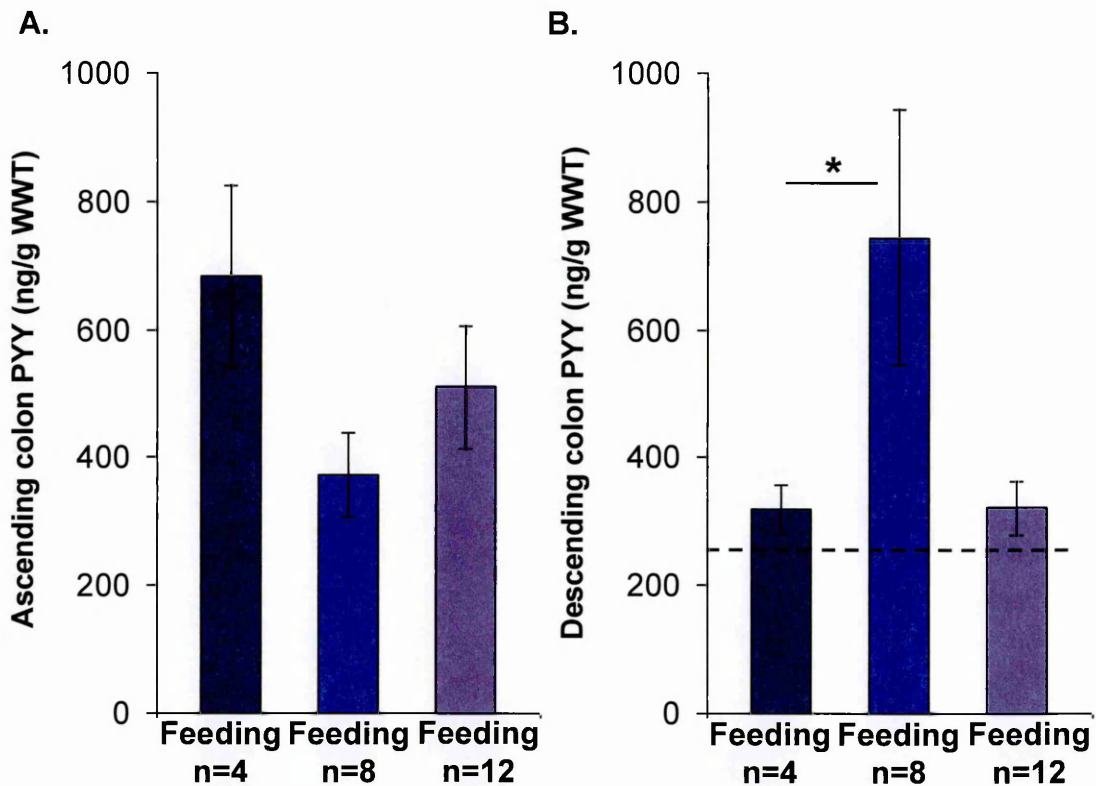 A.
Ascending colon PYY (ng/g WWT)
1000
800
600
400
200
0
Feeding Feeding Feeding
n=4 n=8 n=12
B.
Descending colon PYY (ng/g WWT)
1000
800
600
400
200
0
*
Feeding Feeding Feeding
n=4 n=8 n=12